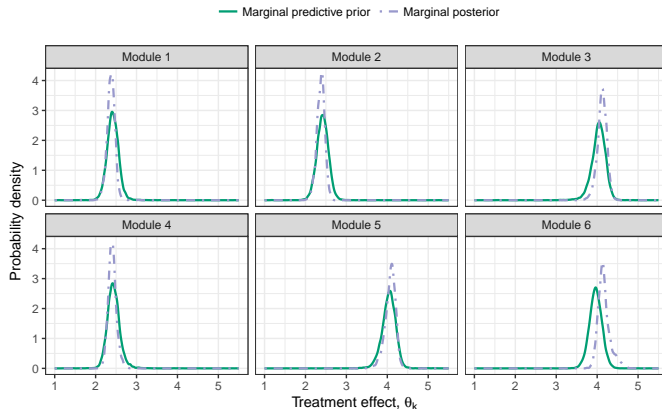 Marginal predictive prior Marginal posterior
Module 1 Module 2 Module 3
4
3
2
1
0
Module 4 Module 5 Module 6
4
3
2
1
0
1 2 3 4 5 1 2 3 4 5 1 2 3 4 5
Probability density
Treatment effect, θk